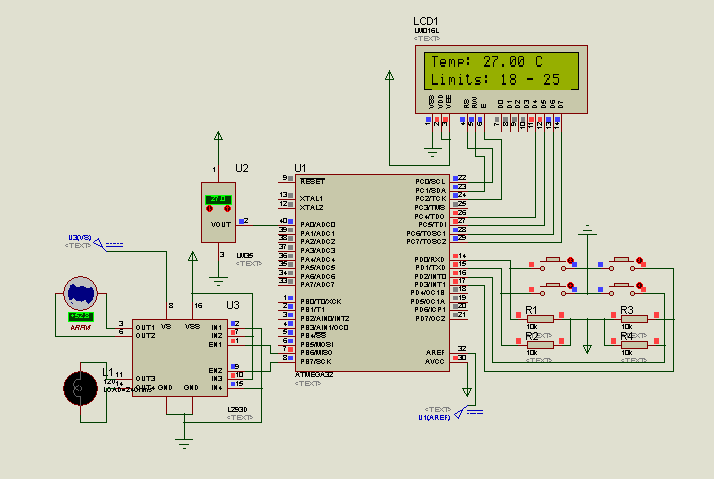 LCD1
LM016L
<TEXT>
Temp: 27.00 C
Limits: 18 - 25
VSS VDD VEE RS RW E D0 D1 D2 D3 D4 D5 D6 D7
1 2 3 4 5 6 7 8 9 10 11 12 13 14
U2
1
27.0
VOUT 2
3
LM35
<TEXT>
U1
9 RESET
13 XTAL1
12 XTAL2
40 PA0/ADC0
39 PA1/ADC1
38 PA2/ADC2
37 PA3/ADC3
36 PA4/ADC4
35 PA5/ADC5
34 PA6/ADC6
33 PA7/ADC7
1 PB0/T0/XCK
2 PB1/T1
3 PB2/AIN0/INT2
4 PB3/AIN1/OC0
5 PB4/SS
6 PB5/MOSI
7 PB6/MISO
8 PB7/SCK
PC0/SCL 22
PC1/SDA 23
PC2/TCK 24
PC3/TMS 25
PC4/TDO 26
PC5/TDI 27
PC6/TOSC1 28
PC7/TOSC2 29
PD0/RXD 14
PD1/TXD 15
PD2/INT0 16
PD3/INT1 17
PD4/OC1B 18
PD5/OC1A 19
PD6/ICP1 20
PD7/OC2 21
AREF 32
AVCC 30
ATMEGA32
<TEXT>
U3(VS)
<TEXT>
U3
8 16
VS VSS
3 OUT1
6 OUT2
11 OUT3
14 OUT4
GND GND
IN1 2
IN2 7
EN1 1
EN2 9
IN3 10
IN4 15
L293D
<TEXT>
+52.8
L1
12V
R1
10k
<TEXT>
R2
10k
<TEXT>
R3
10k
<TEXT>
R4
10k
<TEXT>
<TEXT>
U1(AREF)